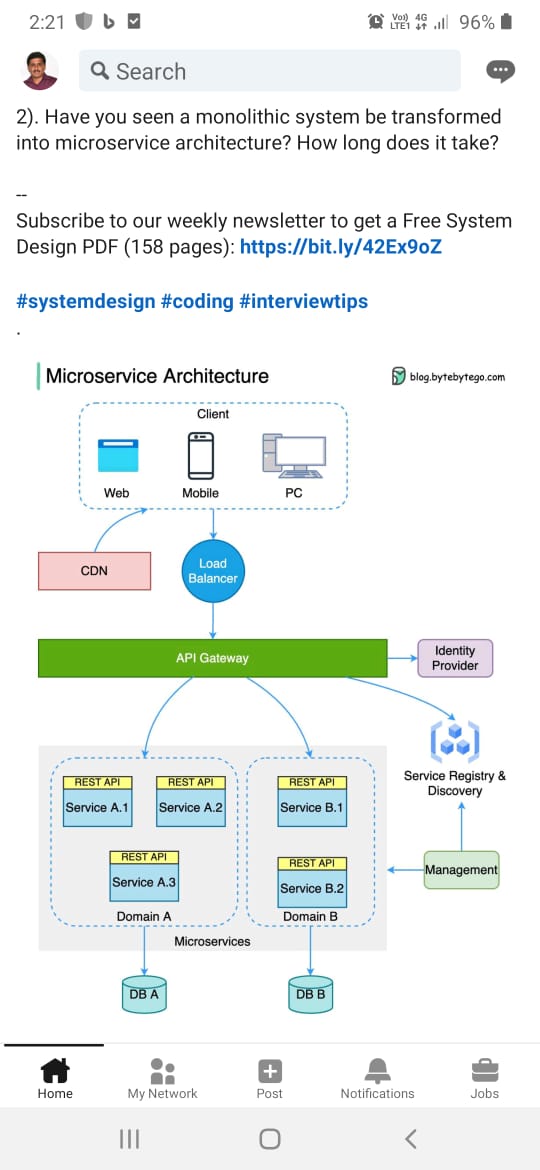 2:21
Vo)) LTE1 4G 96%
Search
2). Have you seen a monolithic system be transformed
into microservice architecture? How long does it take?
--
Subscribe to our weekly newsletter to get a Free System
Design PDF (158 pages): https://bit.ly/42Ex9oZ
#systemdesign #coding #interviewtips
.
Microservice Architecture
blog.bytebytego.com
Client
Web Mobile PC
CDN
Load
Balancer
API Gateway
Identity
Provider
Service Registry &
Discovery
REST API REST API REST API
Service A.1 Service A.2 Service B.1
REST API REST API
Service A.3 Service B.2
Management
Domain A Domain B
Microservices
DB A DB B
Home My Network Post Notifications Jobs